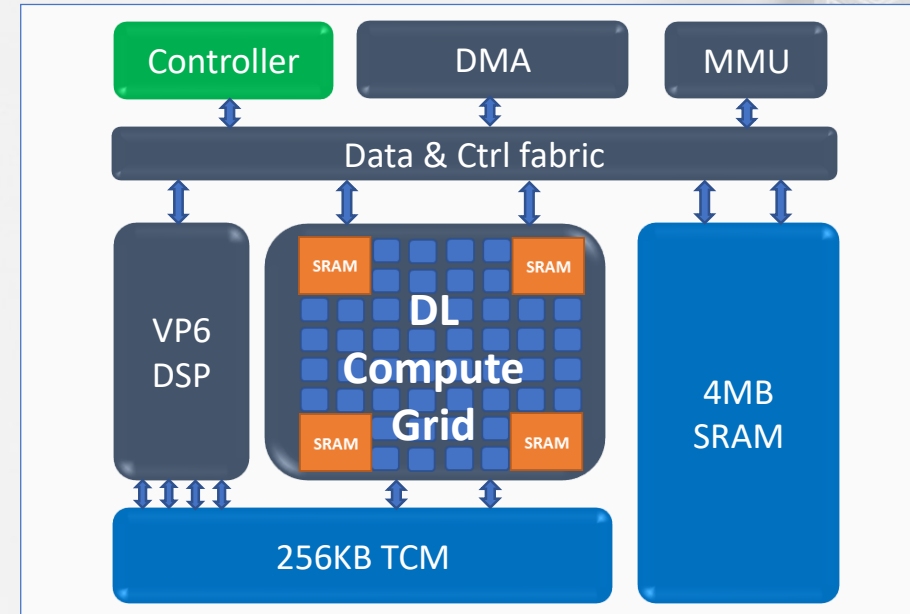 Controller
DMA
MMU
Data & Ctrl fabric
VP6
DSP
SRAM
SRAM
DL
Compute
Grid
SRAM
SRAM
4MB
SRAM
256KB TCM